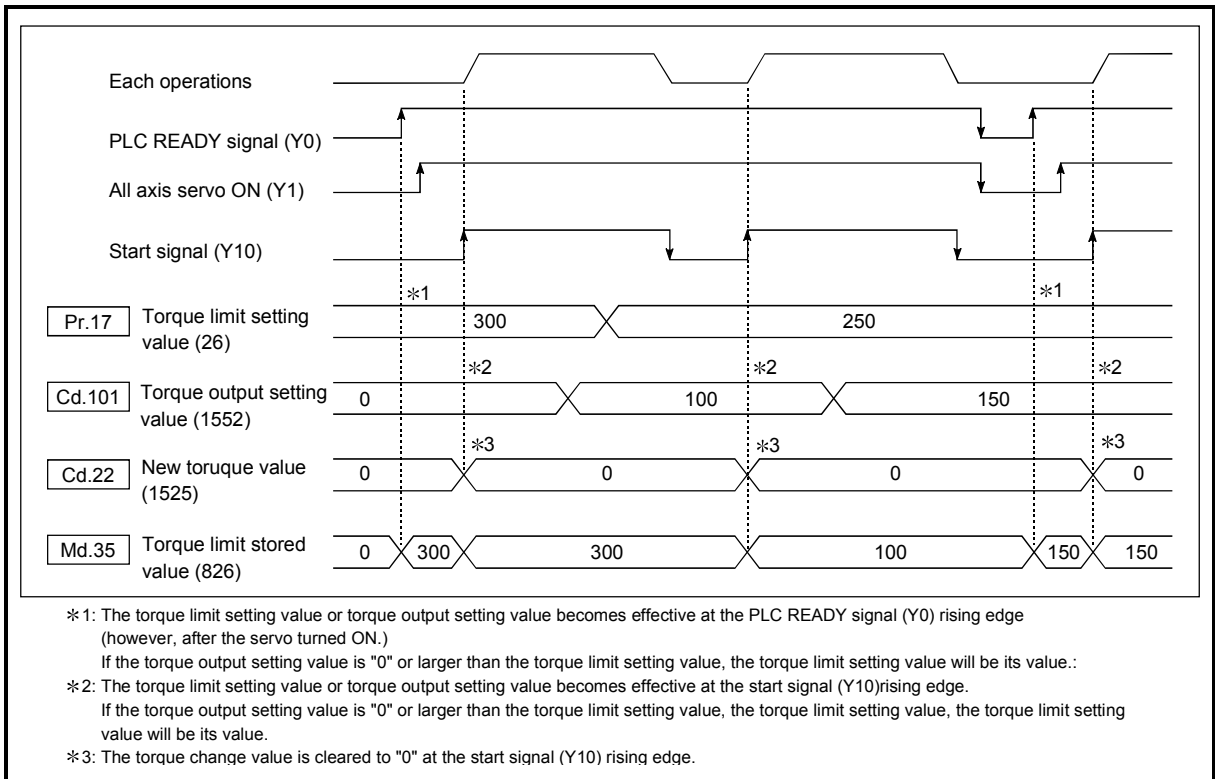 Each operations
PLC READY signal (Y0)
All axis servo ON (Y1)
Start signal (Y10)
*1 *1
Pr.17 Torque limit setting 300 250
value (26)
*2 *2 *2
Cd.101 Torque output setting 0 100 150
value (1552)
*3 *3 *3
Cd.22 New toruque value 0 0 0 0
(1525)
Md.35 Torque limit stored 0 300 300 100 150 150
value (826)
*1: The torque limit setting value or torque output setting value becomes effective at the PLC READY signal (Y0) rising edge
(however, after the servo turned ON.)
If the torque output setting value is "0" or larger than the torque limit setting value, the torque limit setting value will be its value.:
*2: The torque limit setting value or torque output setting value becomes effective at the start signal (Y10)rising edge.
If the torque output setting value is "0" or larger than the torque limit setting value, the torque limit setting value, the torque limit setting
value will be its value.
*3: The torque change value is cleared to "0" at the start signal (Y10) rising edge.